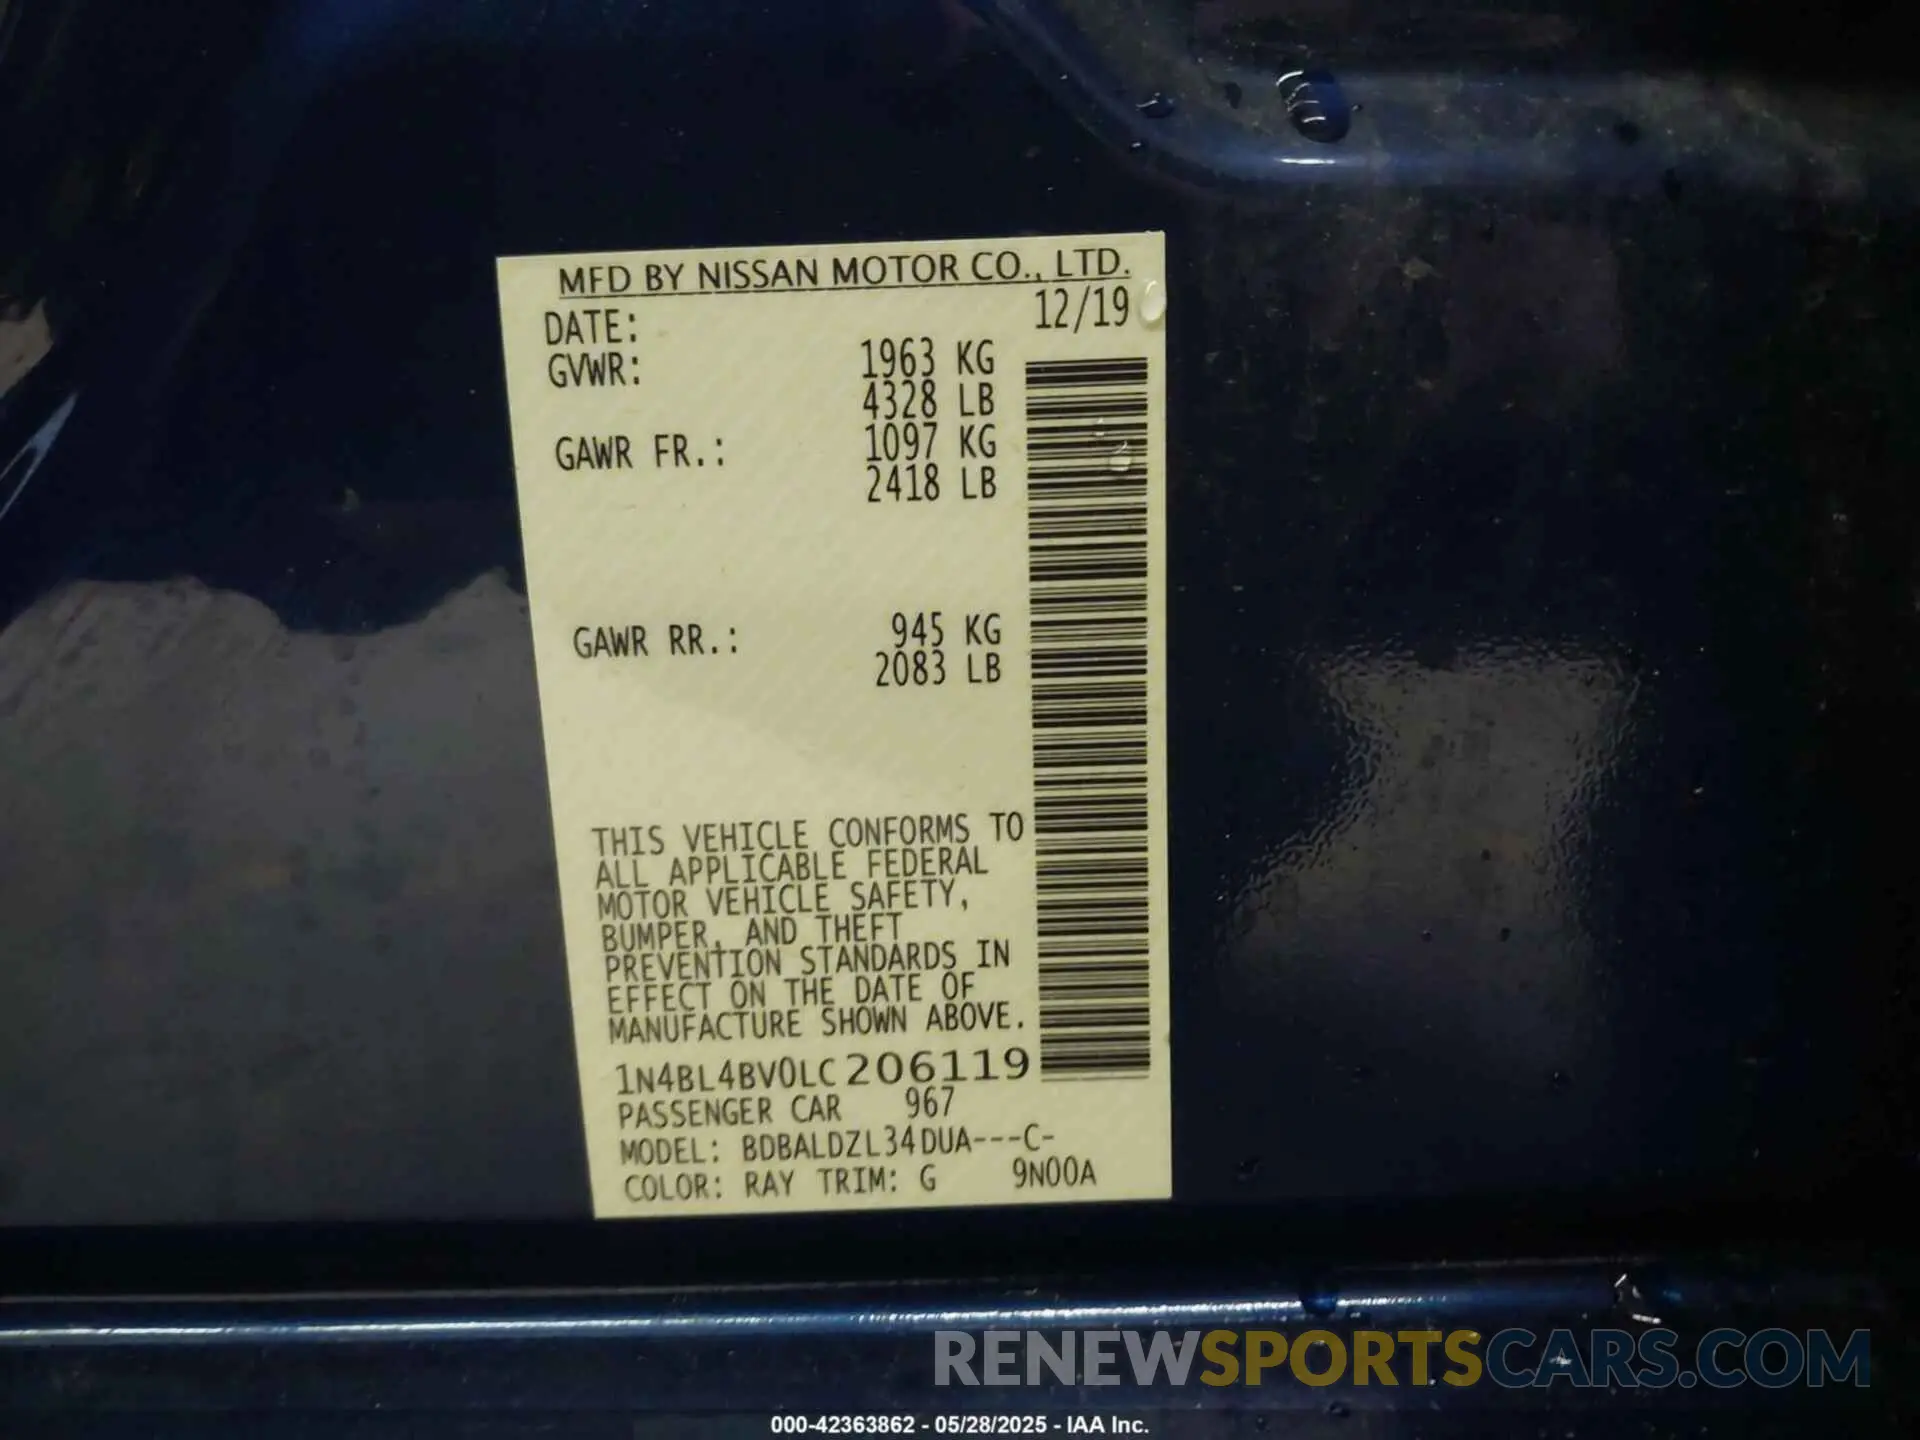 MFD BY NISSAN MOTOR CO., LTD.
DATE: 12/19
GVWR: 1963 KG
4328 LB
GAWR FR.: 1097 KG
2418 LB
GAWR RR.: 945 KG
2083 LB
THIS VEHICLE CONFORMS TO
ALL APPLICABLE FEDERAL
MOTOR VEHICLE SAFETY,
BUMPER, AND THEFT
PREVENTION STANDARDS IN
EFFECT ON THE DATE OF
MANUFACTURE SHOWN ABOVE.
1N4BL4BV0LC206119
PASSENGER CAR 967
MODEL: BDBALDZL34DUA---C-
COLOR: RAY TRIM: G 9N00A
RENEWSPORTSCARS.COM
000-42363862 - 05/28/2025 - IAA Inc.